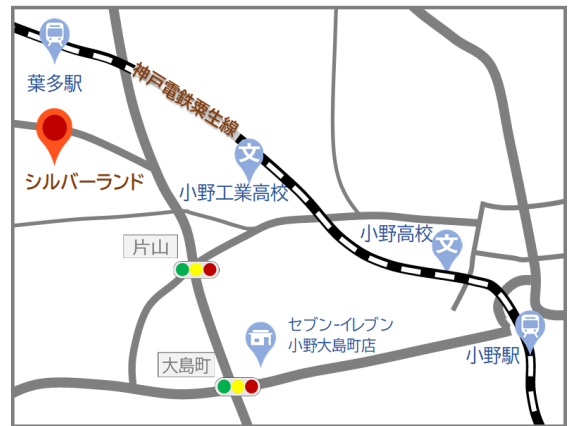 葉多駅
神戸電鉄粟生線
シルバーランド
文
小野工業高校
片山
小野高校
文
セブン-イレブン
小野大島町店
大島町
小野駅